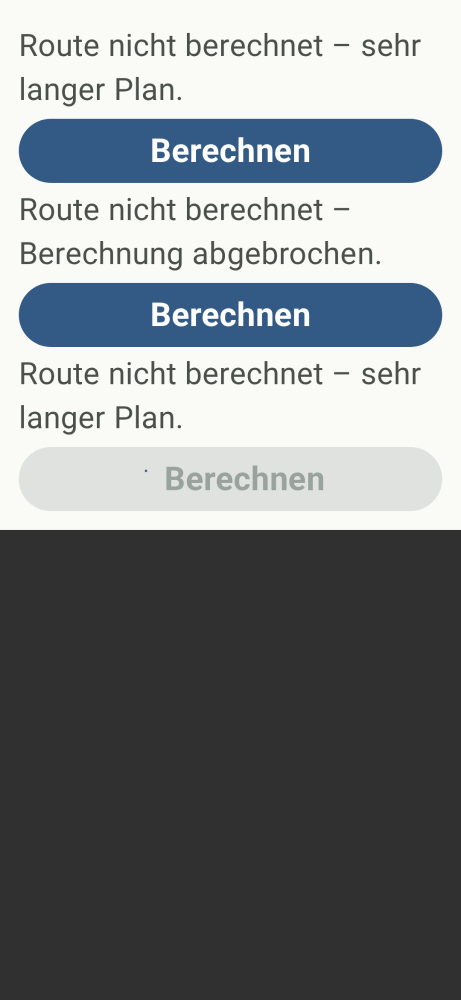 Route nicht berechnet – sehr
langer Plan.
Berechnen
Route nicht berechnet –
Berechnung abgebrochen.
Berechnen
Route nicht berechnet – sehr
langer Plan.
Berechnen